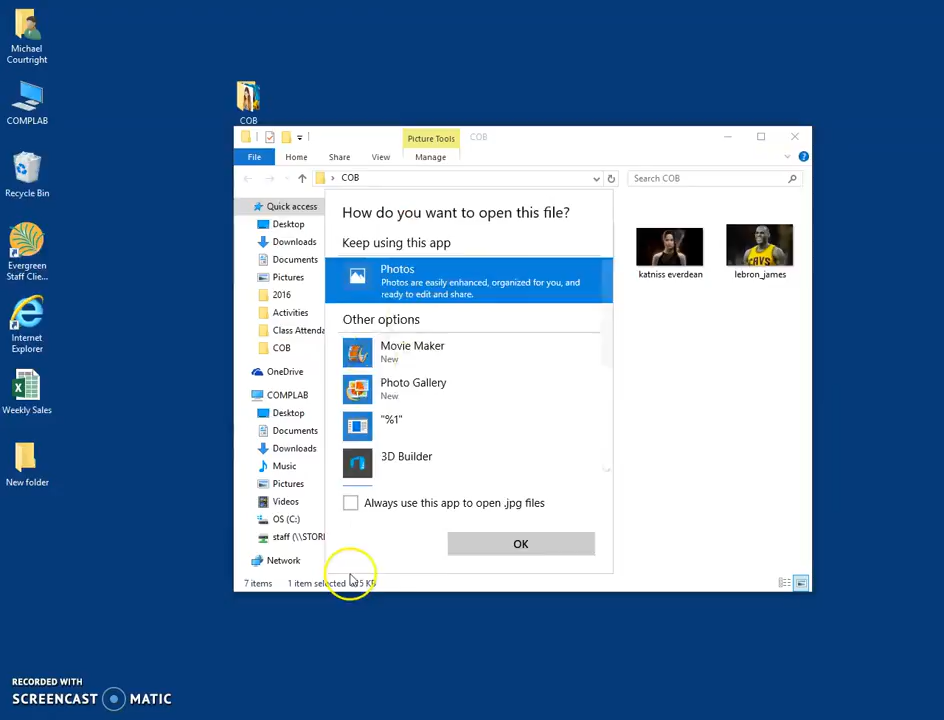 Michael
Courtright
COMPLAB
Recycle Bin
Evergreen
Staff Clie...
Internet
Explorer
Weekly Sales
New folder
COB
Picture Tools
COB
File
Home
Share
View
Manage
COB
Search COB
Quick access
Desktop
Downloads
Documents
Pictures
2016
Activities
Class Attenda
COB
OneDrive
COMPLAB
Desktop
Documents
Downloads
Music
Pictures
Videos
OS (C:)
staff (\\STOR
Network
7 items
1 item selected
KB
How do you want to open this file?
Keep using this app
Photos
Photos are easily enhanced, organized for you, and
ready to edit and share.
Other options
Movie Maker
New
Photo Gallery
New
"%1"
3D Builder
Always use this app to open .jpg files
OK
katniss everdean
lebron_james
CAVS
RECORDED WITH
SCREENCAST MATIC